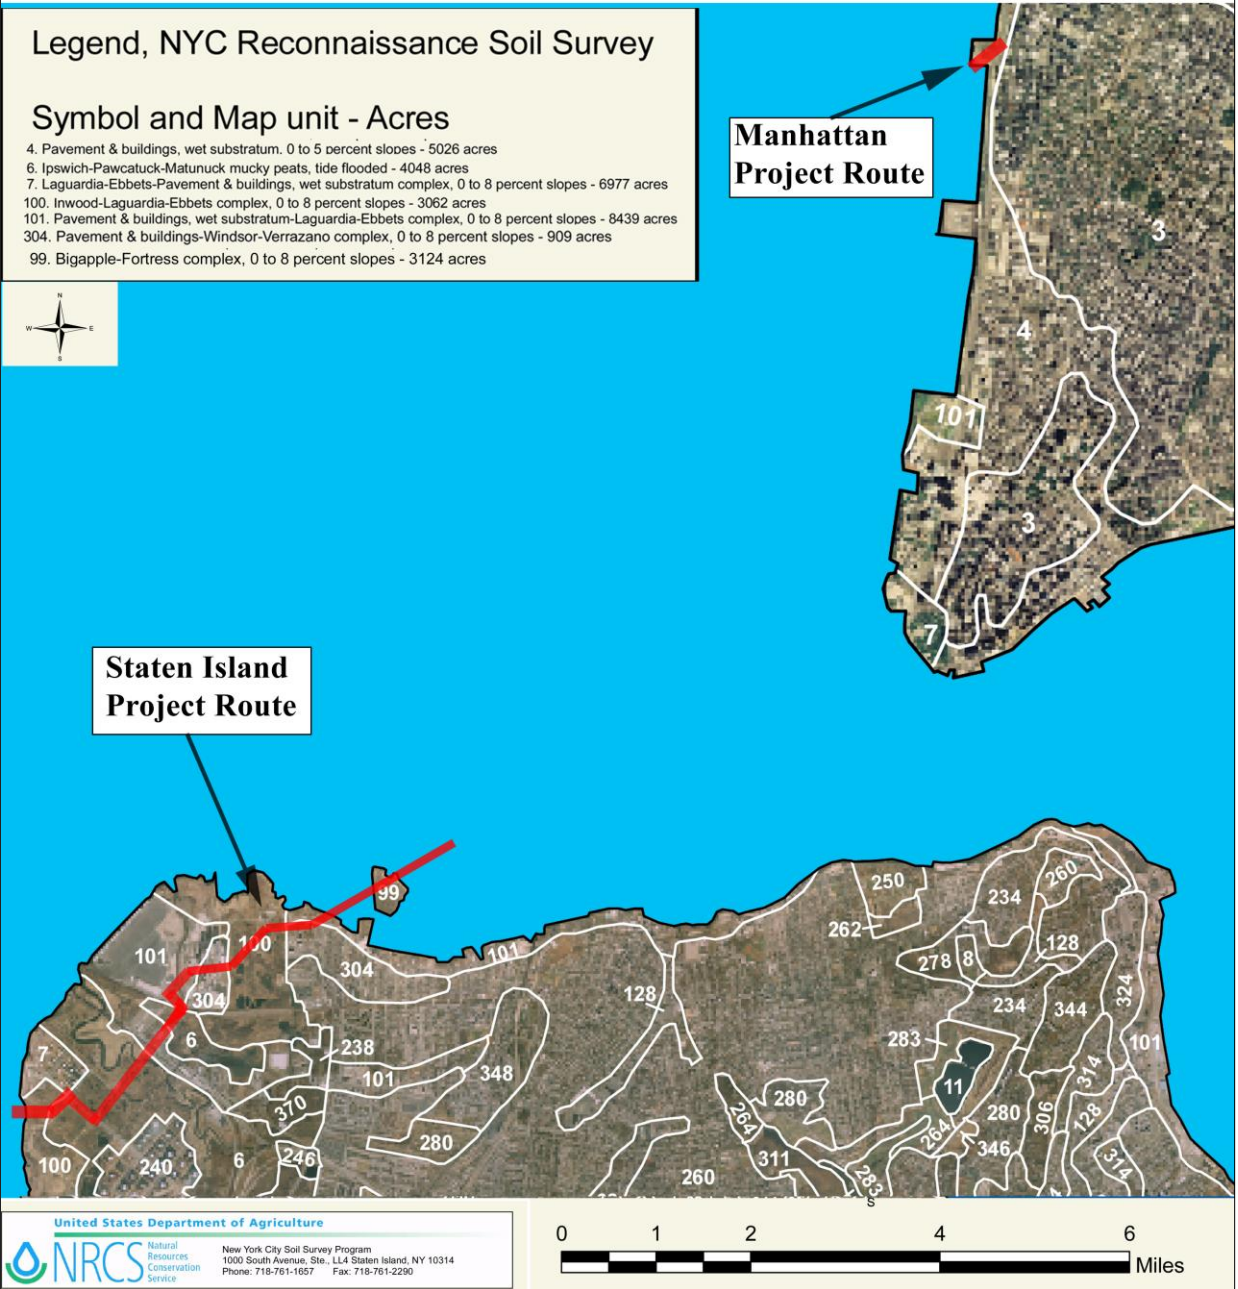 Legend, NYC Reconnaissance Soil Survey
Symbol and Map unit - Acres
4. Pavement & buildings, wet substratum. 0 to 5 percent slopes - 5026 acres
6. Ipswich-Pawcatuck-Matunuck mucky peats, tide flooded - 4048 acres
7. Laguardia-Ebbets-Pavement & buildings, wet substratum complex, 0 to 8 percent slopes - 6977 acres
100. Inwood-Laguardia-Ebbets complex, 0 to 8 percent slopes - 3062 acres
101. Pavement & buildings, wet substratum-Laguardia-Ebbets complex, 0 to 8 percent slopes - 8439 acres
304. Pavement & buildings-Windsor-Verrazano complex, 0 to 8 percent slopes - 909 acres
99. Bigapple-Fortress complex, 0 to 8 percent slopes - 3124 acres
N
W E
S
Manhattan
Project Route
3
4
101
3
7
Staten Island
Project Route
99
250
260
234
262
100
101
128
101
304
278
8
304
128
234
344
324
6
238
283
101
7
101
348
314
11
370
280
264
280
306
128
280
264
346
100
240
6
246
311
314
260
283
S
United States Department of Agriculture
NRCS
Natural
Resources
Conservation
Service
New York City Soil Survey Program
1000 South Avenue, Ste., LL4 Staten Island, NY 10314
Phone: 718-761-1657 Fax: 718-761-2290
0 1 2 4 6
Miles